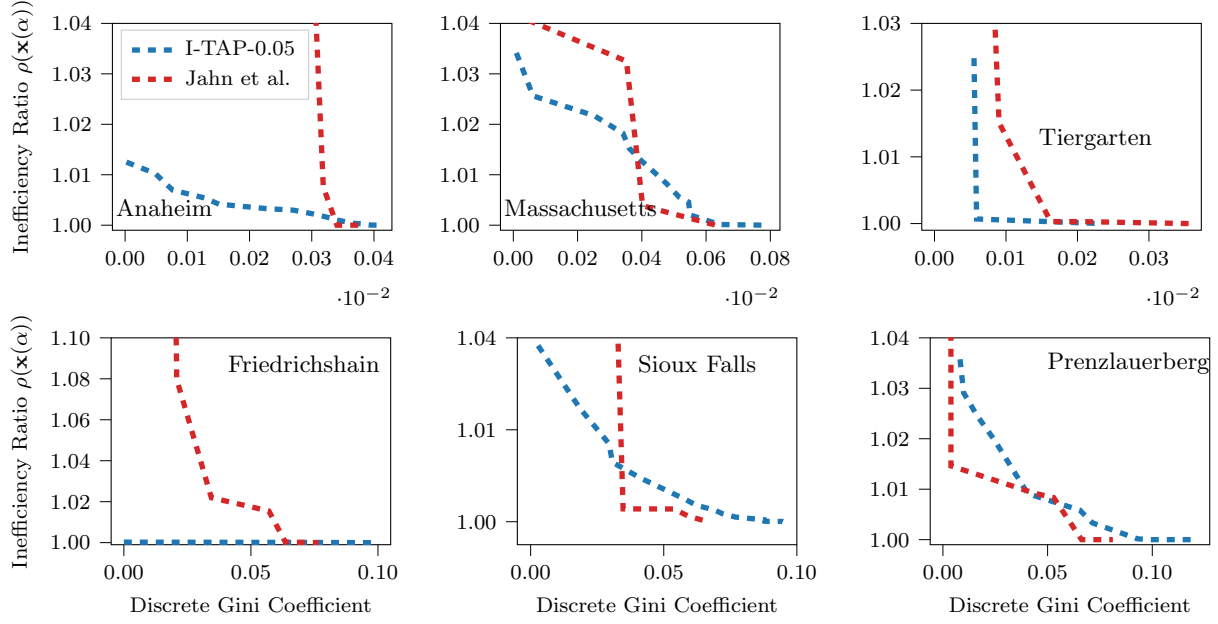 Inefficiency Ratio ρ(x(α))
1.04
1.03
1.02
1.01
1.00
I-TAP-0.05
Jahn et al.
Anaheim
0.00 0.01 0.02 0.03 0.04
·10⁻²
1.04
1.03
1.02
1.01
1.00
Massachusetts
0.00 0.02 0.04 0.06 0.08
·10⁻²
1.03
1.02
1.01
1.00
Tiergarten
0.00 0.01 0.02 0.03
·10⁻²
Inefficiency Ratio ρ(x(α))
1.10
1.08
1.06
1.04
1.02
1.00
Friedrichshain
0.00 0.05 0.10
Discrete Gini Coefficient
1.04
1.01
1.00
Sioux Falls
0.00 0.05 0.10
Discrete Gini Coefficient
1.04
1.03
1.02
1.01
1.00
Prenzlauerberg
0.00 0.05 0.10
Discrete Gini Coefficient